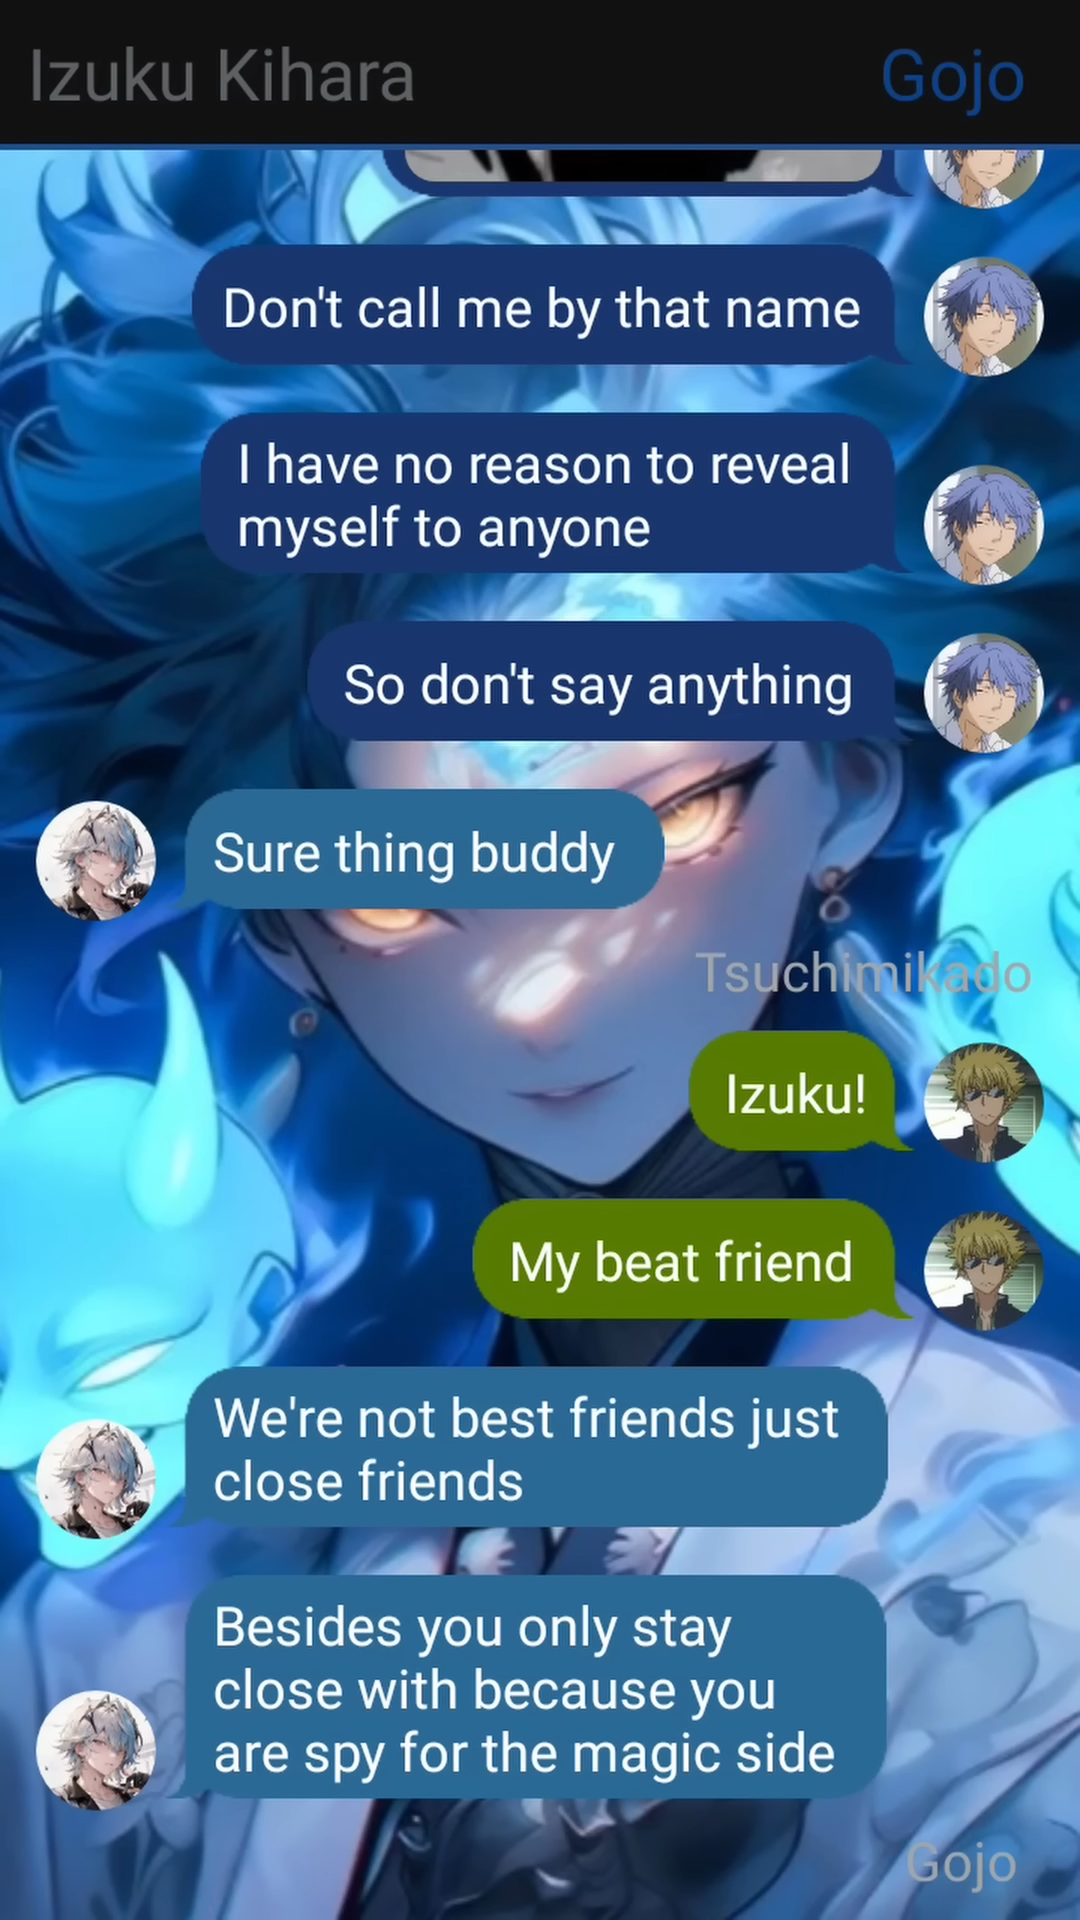 Izuku Kihara
Gojo
Don't call me by that name
I have no reason to reveal
myself to anyone
So don't say anything
Sure thing buddy
Tsuchimikado
Izuku!
My beat friend
We're not best friends just
close friends
Besides you only stay
close with because you
are spy for the magic side
Gojo